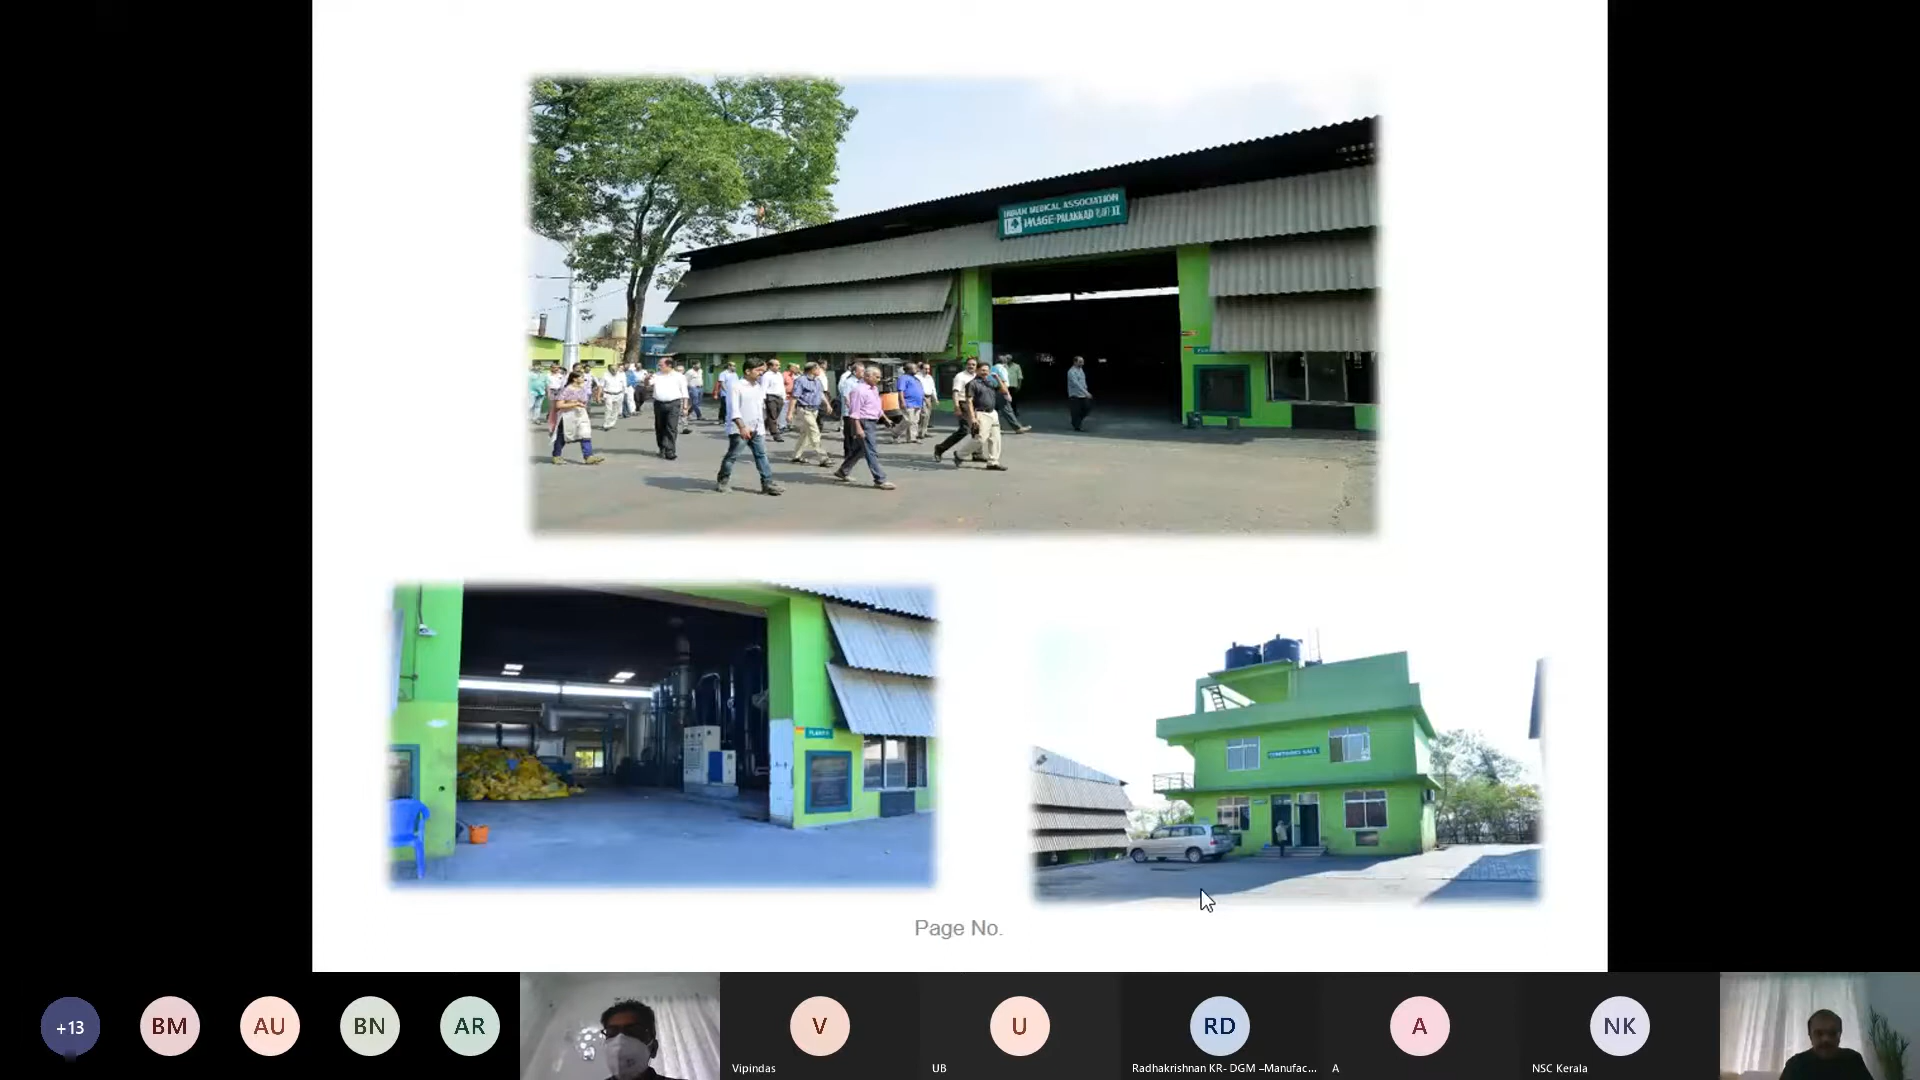 INDIAN MEDICAL ASSOCIATION
IMAGE-PALAKKAD
Page No.
+13
BM
AU
BN
AR
V
U
RD
A
NK
Vipindas
UB
Radhakrishnan KR- DGM –Manufac...
A
NSC Kerala